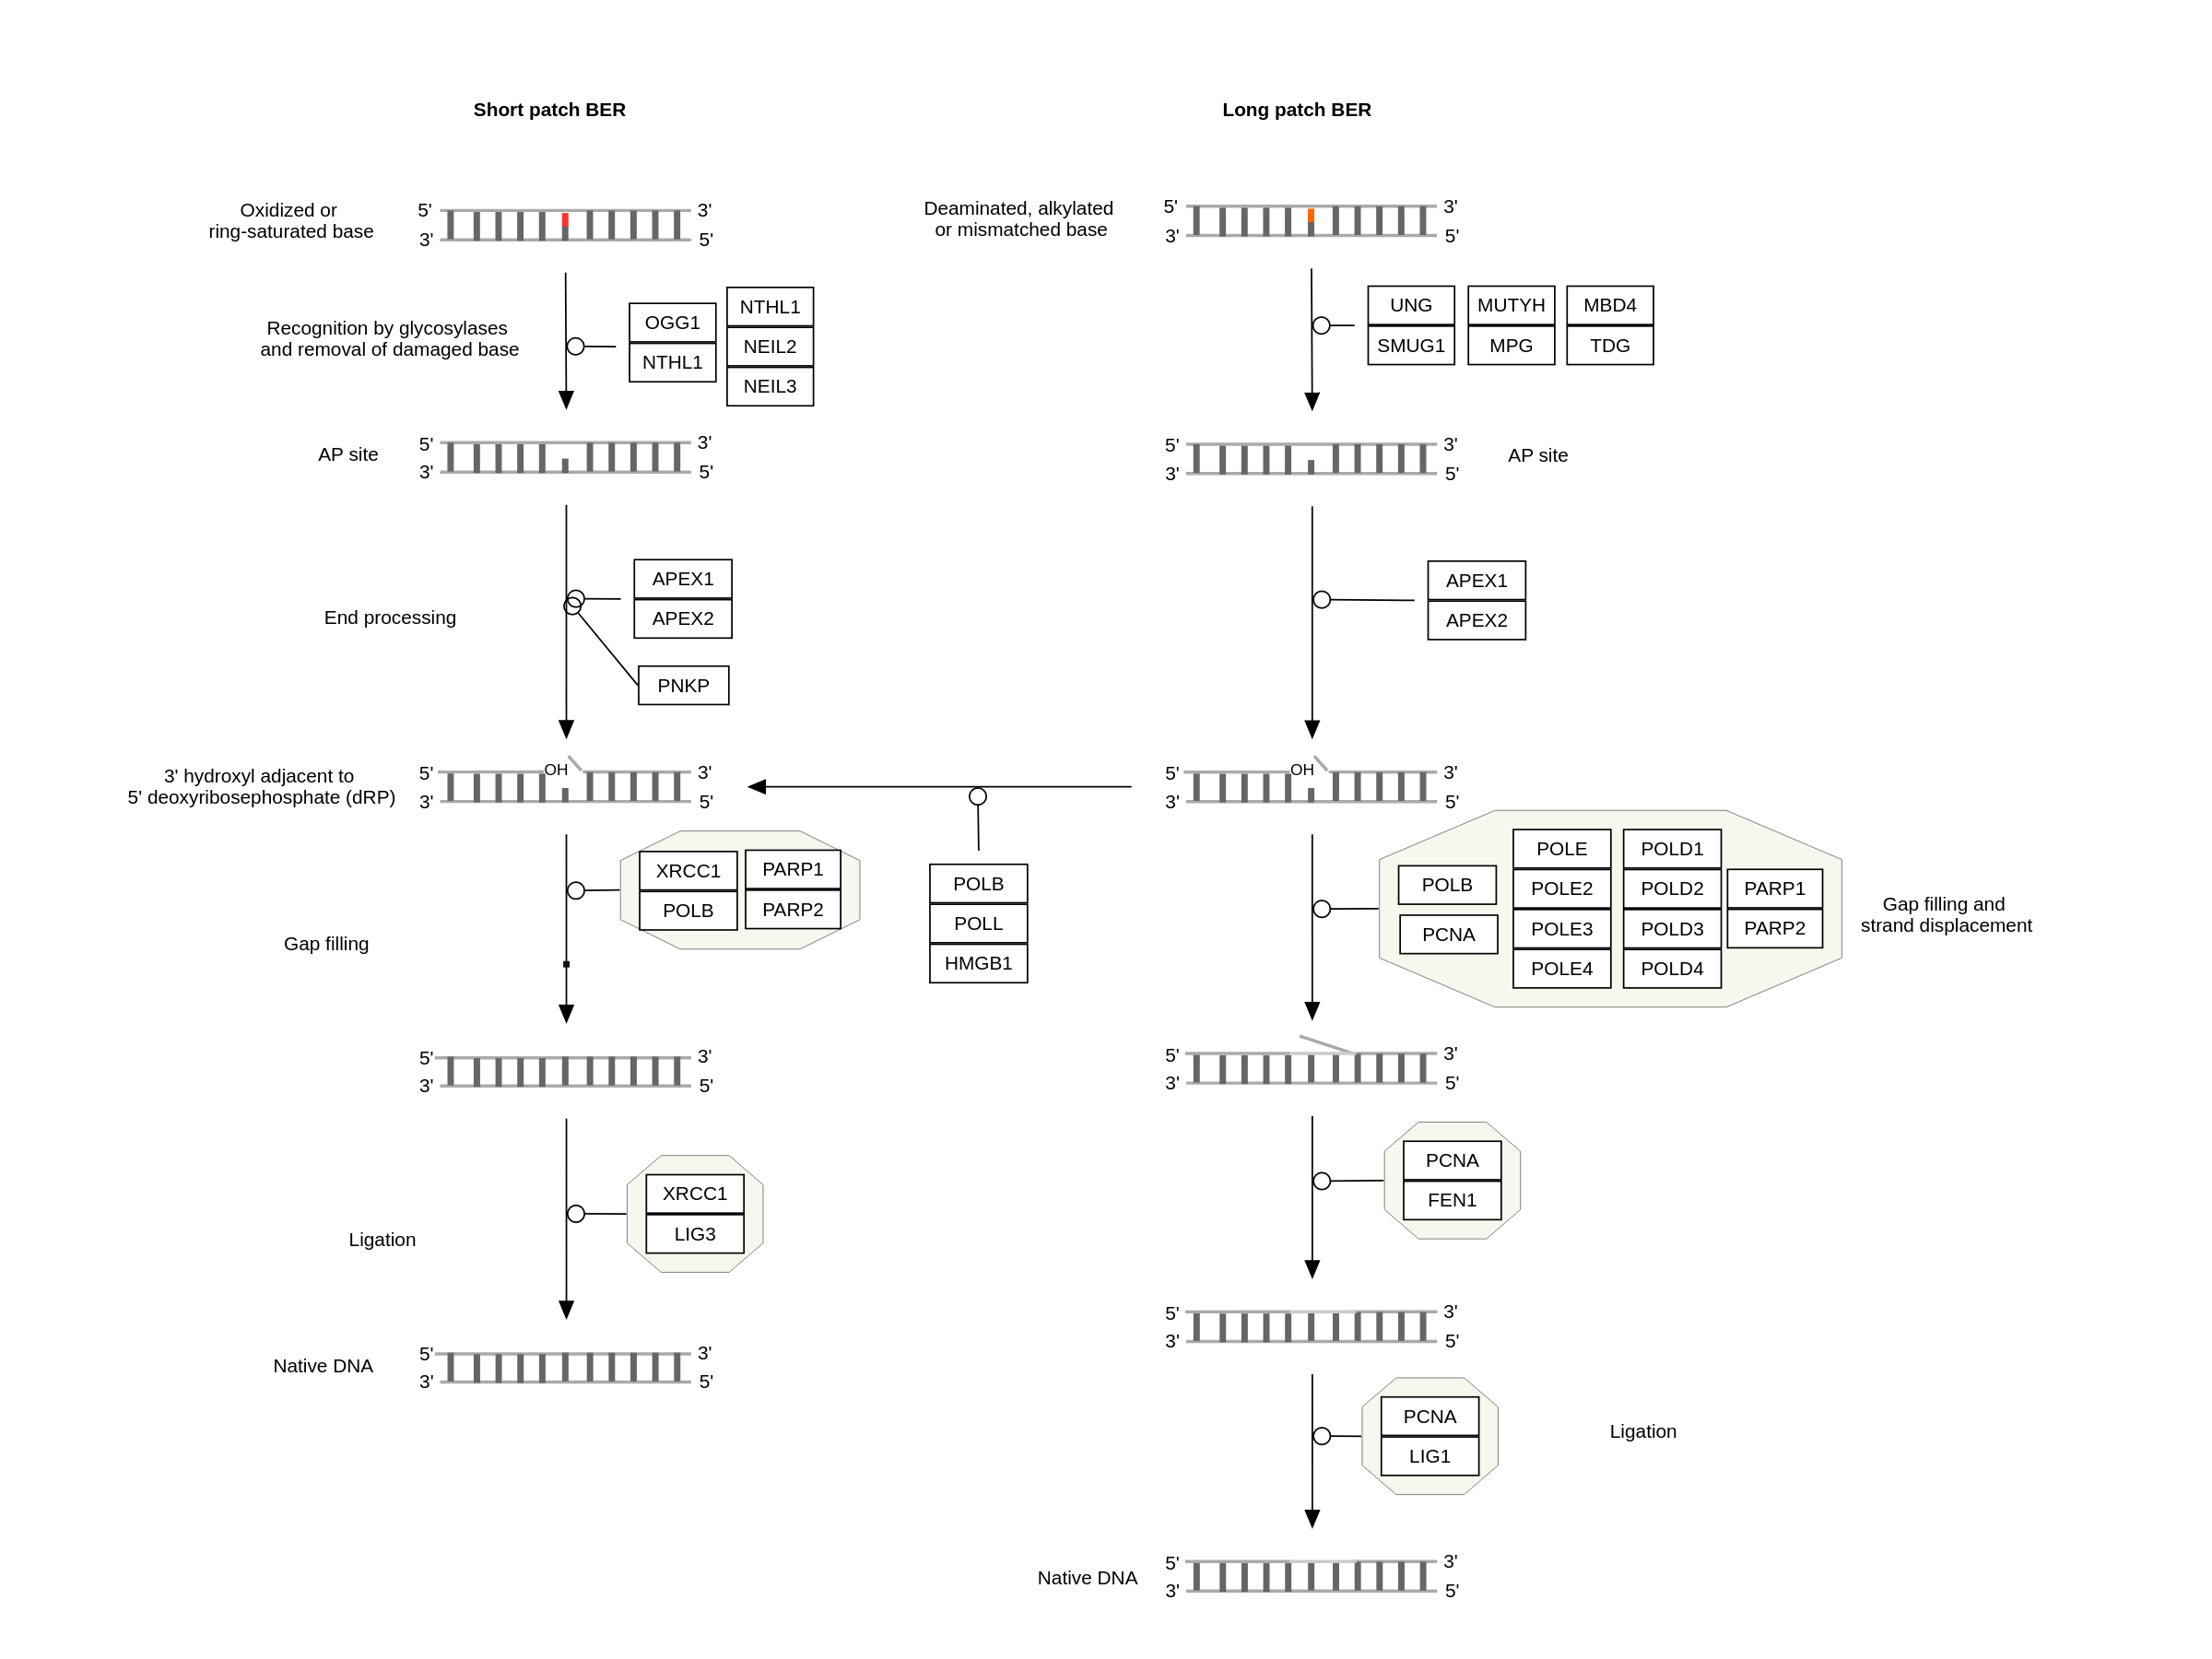 Short patch BER
Long patch BER
Oxidized or
ring-saturated base
5'
3'
3'
5'
Deaminated, alkylated
or mismatched base
5'
3'
3'
5'
Recognition by glycosylases
and removal of damaged base
OGG1
NTHL1
NTHL1
NEIL2
NEIL3
UNG
SMUG1
MUTYH
MPG
MBD4
TDG
AP site
5'
3'
3'
5'
5'
3'
3'
5'
AP site
End processing
APEX1
APEX2
PNKP
APEX1
APEX2
3' hydroxyl adjacent to
5' deoxyribosephosphate (dRP)
5'
OH
3'
3'
5'
5'
OH
3'
3'
5'
Gap filling
XRCC1
POLB
PARP1
PARP2
POLB
POLL
HMGB1
POLB
PCNA
POLE
POLE2
POLE3
POLE4
POLD1
POLD2
POLD3
POLD4
PARP1
PARP2
Gap filling and
strand displacement
5'
3'
3'
5'
5'
3'
3'
5'
Ligation
XRCC1
LIG3
PCNA
FEN1
Native DNA
5'
3'
3'
5'
5'
3'
3'
5'
PCNA
LIG1
Ligation
Native DNA
5'
3'
3'
5'